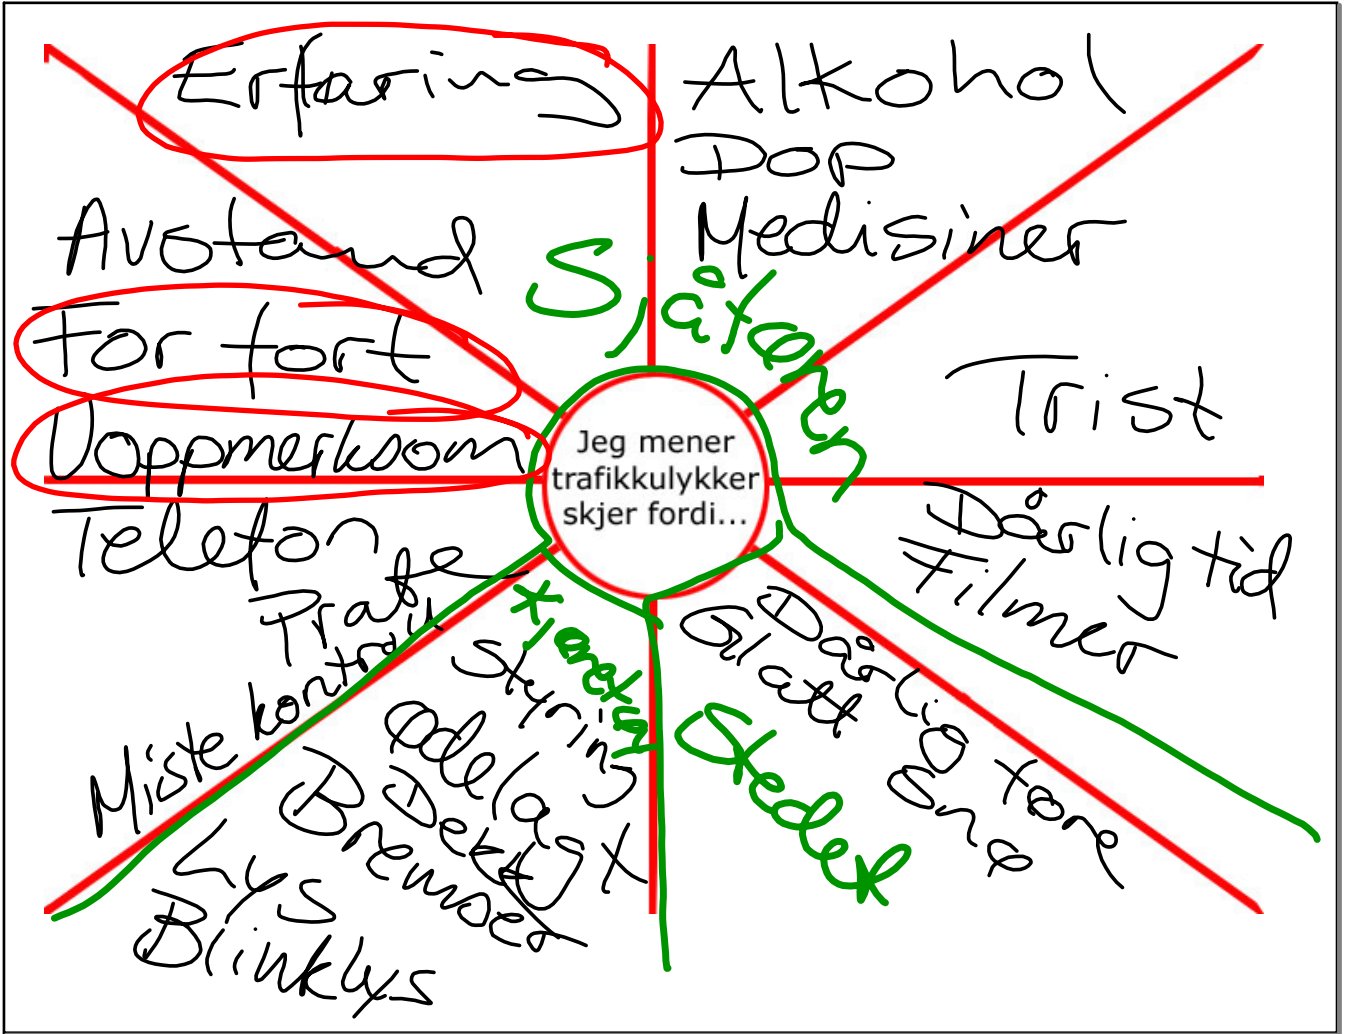 Erfaring
Alkohol
Dop
Medisiner
Avstand
For fort
Uoppmerksom
Sjåføren
Trist
Jeg mener
trafikkulykker
skjer fordi...
Telefon
Prate
Miste kontroll
Dårlig tid
Filmer
Styring
ødelagt
Dekk
Bremser
Lys
Blinklys
Dårlig føre
Glatt
Snø
Steder